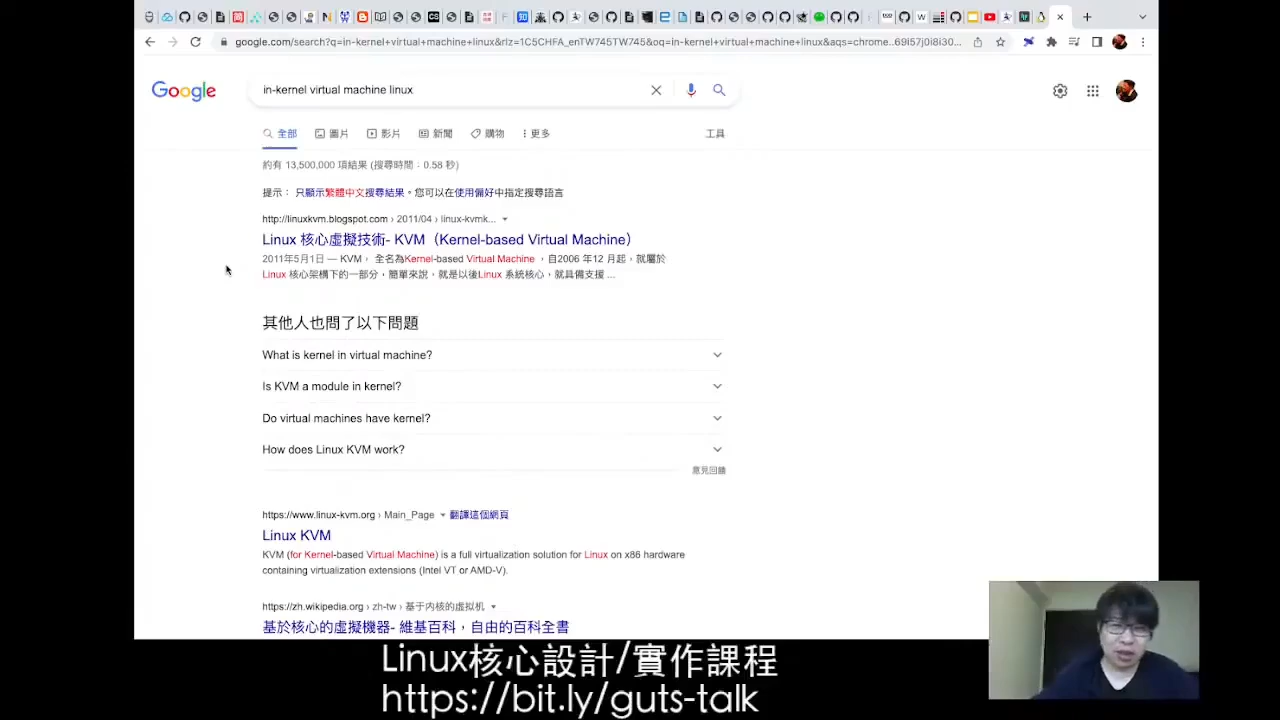 google.com/search?q=in-kernel+virtual+machine+linux&rlz=1C5CHFA_enTW745TW745&oq=in-kernel+virtual+machine+linux&aqs=chrome..69i57j0i8i30...
Google
in-kernel virtual machine linux
全部
圖片
影片
新聞
購物
更多
工具
約有 13,500,000 項結果 (搜尋時間：0.58 秒)
提示： 只顯示繁體中文搜尋結果。您可以在使用偏好中指定搜尋語言
http://linuxkvm.blogspot.com › 2011/04 › linux-kvmk...
Linux 核心虛擬技術- KVM（Kernel-based Virtual Machine）
2011年5月1日 — KVM， 全名為Kernel-based Virtual Machine ，自2006 年12 月起，就屬於
Linux 核心架構下的一部分，簡單來說，就是以後Linux 系統核心，就具備支援 ...
其他人也問了以下問題
What is kernel in virtual machine?
Is KVM a module in kernel?
Do virtual machines have kernel?
How does Linux KVM work?
意見回饋
https://www.linux-kvm.org › Main_Page
翻譯這個網頁
Linux KVM
KVM (for Kernel-based Virtual Machine) is a full virtualization solution for Linux on x86 hardware
containing virtualization extensions (Intel VT or AMD-V).
https://zh.wikipedia.org › zh-tw › 基于内核的虚拟机
基於核心的虛擬機器- 維基百科，自由的百科全書
Linux核心設計/實作課程
https://bit.ly/guts-talk